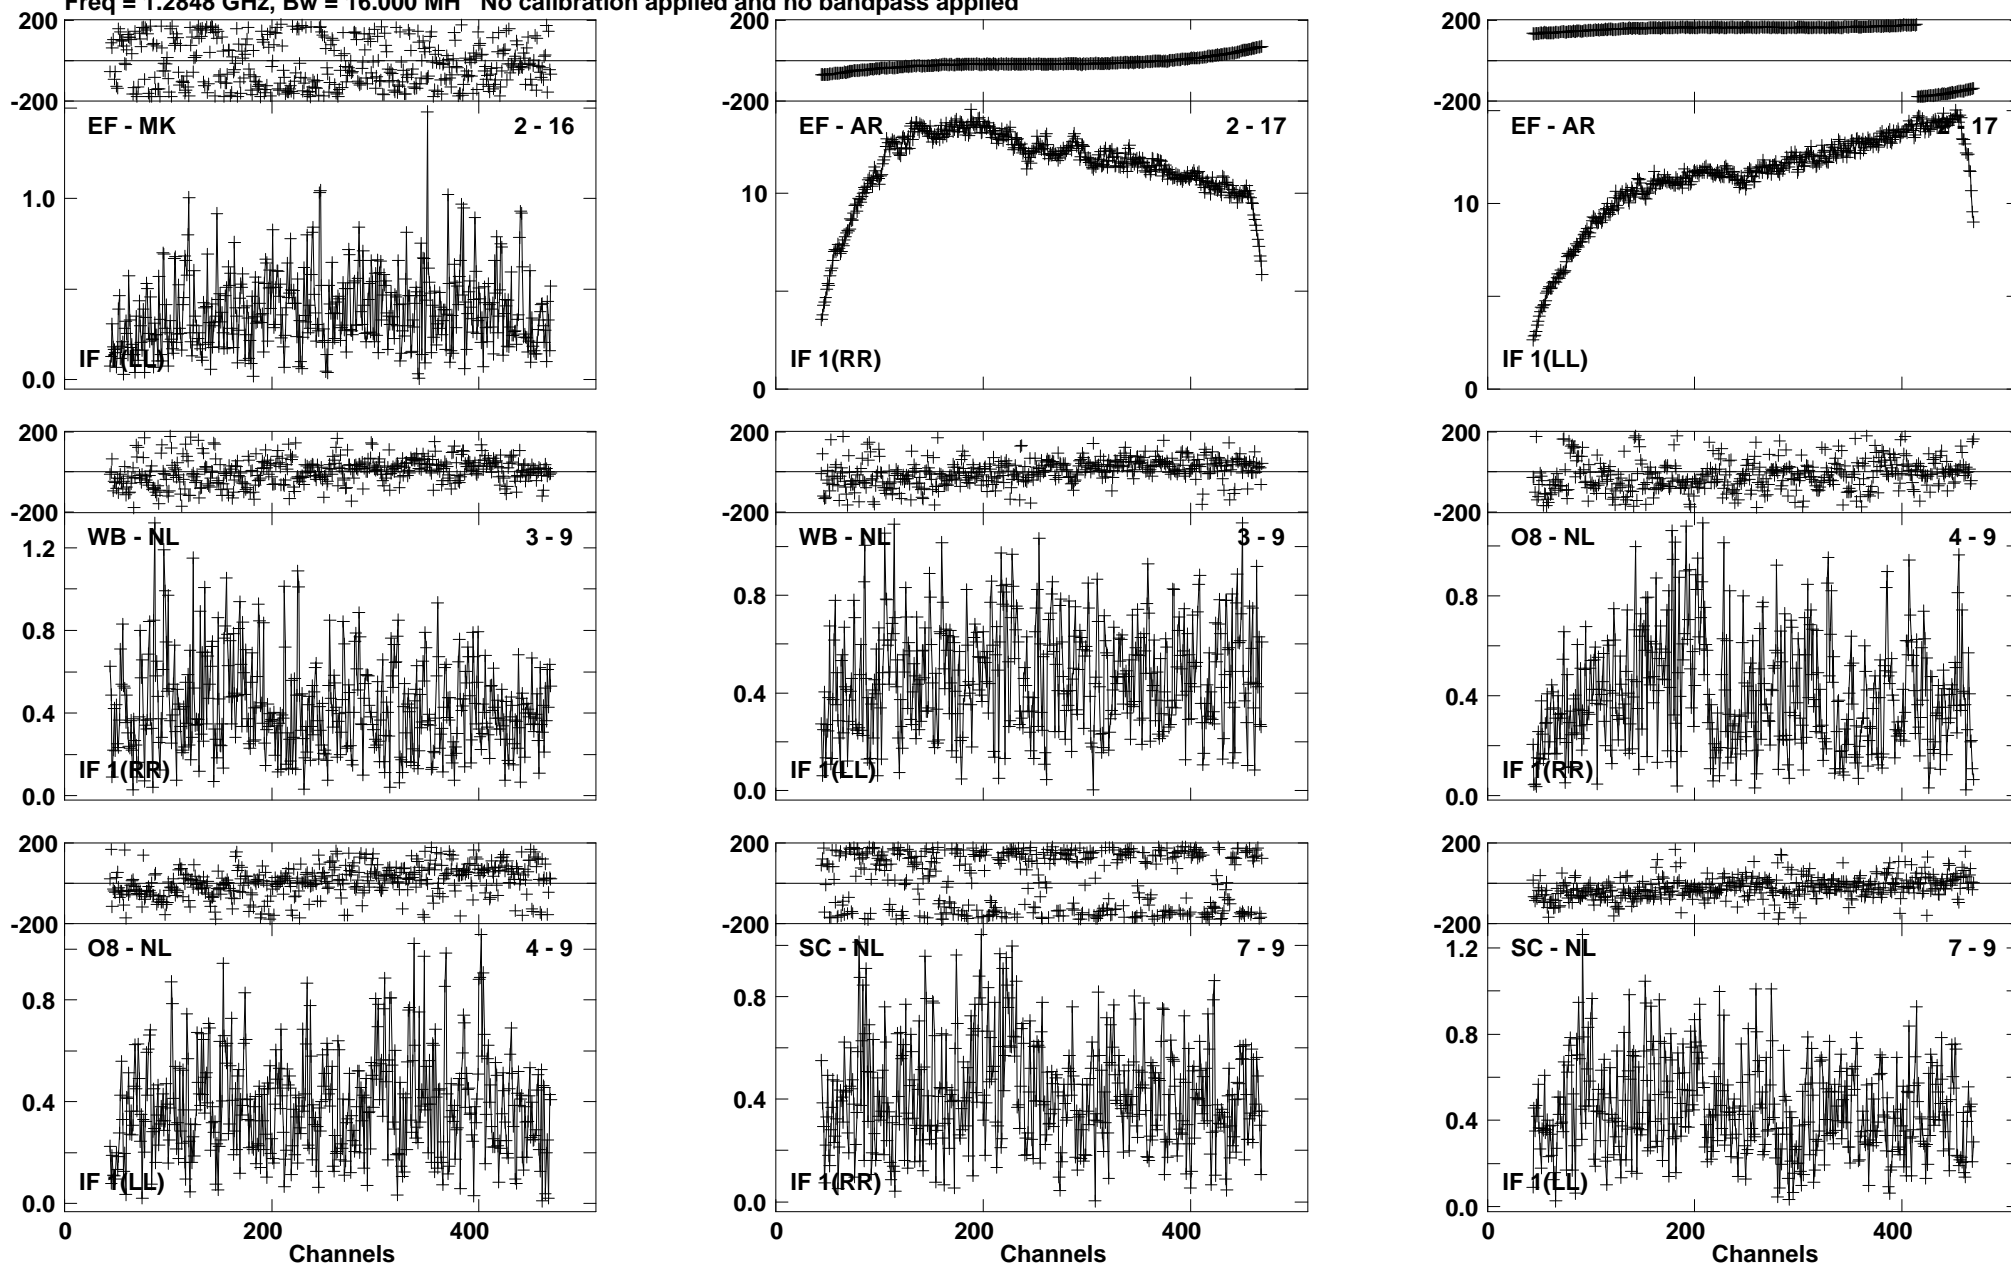 Freq = 1.2848 GHz, Bw = 16.000 MH No calibration applied and no bandpass applied
200 200 200
-200 -200 -200
EF - MK 2 - 16 EF - AR 2 - 17 EF - AR 2 - 17
1.0 10 10
IF 1(LL) IF 1(RR) IF 1(LL)
0.0 0 0
200 200 200
-200 -200 -200
WB - NL 3 - 9 WB - NL 3 - 9 O8 - NL 4 - 9
1.2
0.8 0.8 0.8
0.4 0.4 0.4
IF 1(RR) IF 1(LL) IF 1(RR)
0.0 0.0 0.0
200 200 200
-200 -200 -200
O8 - NL 4 - 9 SC - NL 7 - 9 SC - NL 7 - 9
1.2
0.8 0.8 0.8
0.4 0.4 0.4
IF 1(LL) IF 1(RR) IF 1(LL)
0.0 0.0 0.0
0 200 400 0 200 400 0 200 400
Channels Channels Channels